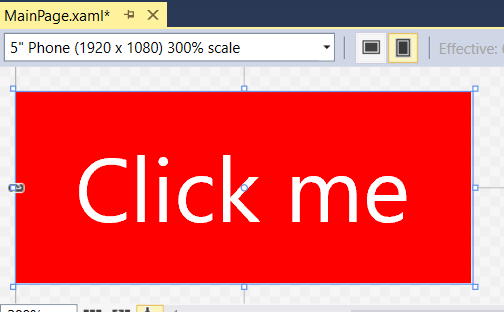 MainPage.xaml*
5" Phone (1920 x 1080) 300% scale
Effective:
Click me